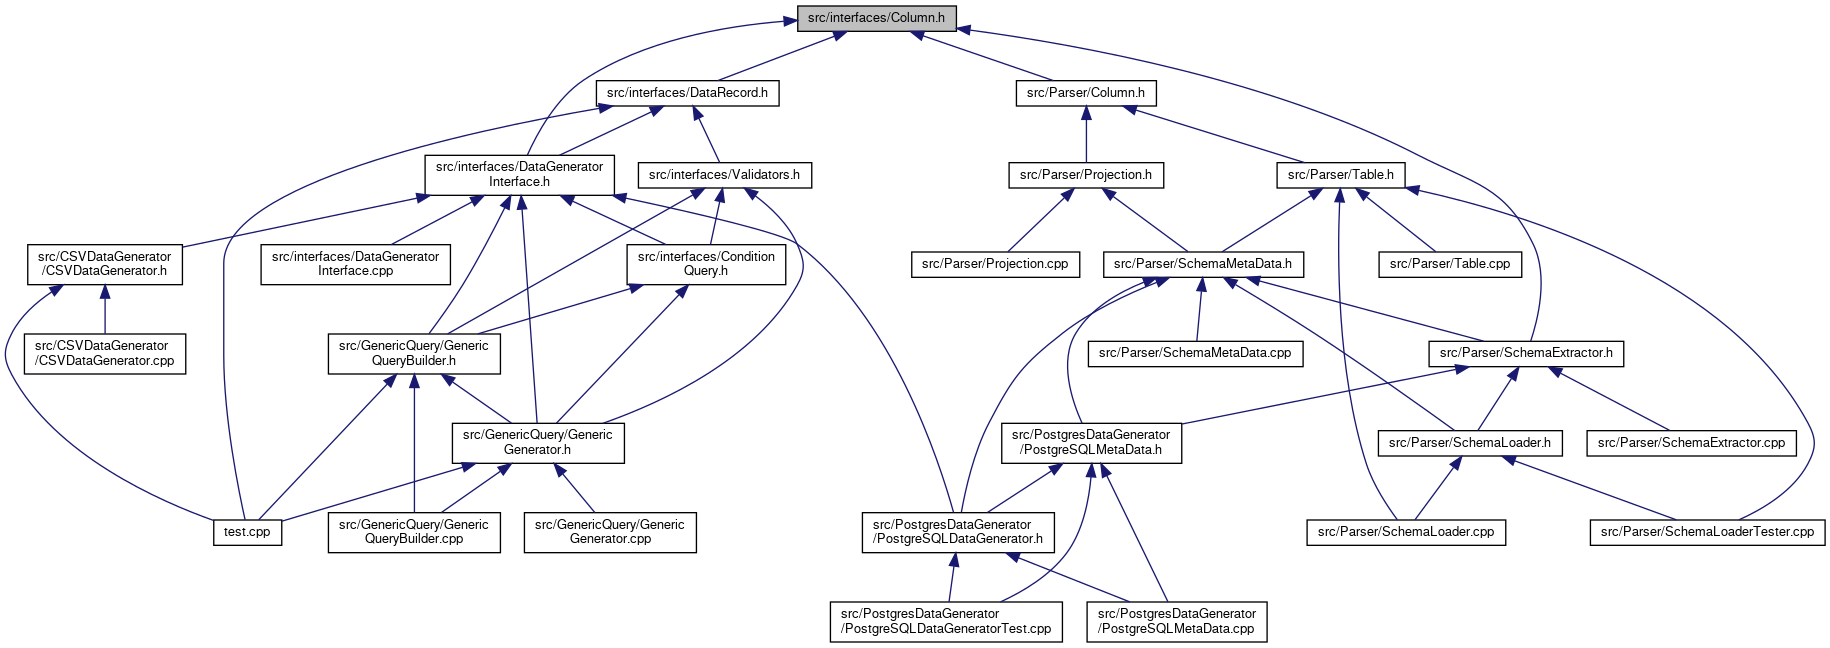 src/interfaces/Column.h
src/interfaces/DataRecord.h
src/Parser/Column.h
src/interfaces/DataGenerator
Interface.h
src/interfaces/Validators.h
src/Parser/Projection.h
src/Parser/Table.h
src/CSVDataGenerator
/CSVDataGenerator.h
src/interfaces/DataGenerator
Interface.cpp
src/interfaces/Condition
Query.h
src/Parser/Projection.cpp
src/Parser/SchemaMetaData.h
src/Parser/Table.cpp
src/CSVDataGenerator
/CSVDataGenerator.cpp
src/GenericQuery/Generic
QueryBuilder.h
src/Parser/SchemaMetaData.cpp
src/Parser/SchemaExtractor.h
src/GenericQuery/Generic
Generator.h
src/PostgresDataGenerator
/PostgreSQLMetaData.h
src/Parser/SchemaLoader.h
src/Parser/SchemaExtractor.cpp
test.cpp
src/GenericQuery/Generic
QueryBuilder.cpp
src/GenericQuery/Generic
Generator.cpp
src/PostgresDataGenerator
/PostgreSQLDataGenerator.h
src/Parser/SchemaLoader.cpp
src/Parser/SchemaLoaderTester.cpp
src/PostgresDataGenerator
/PostgreSQLDataGeneratorTest.cpp
src/PostgresDataGenerator
/PostgreSQLMetaData.cpp